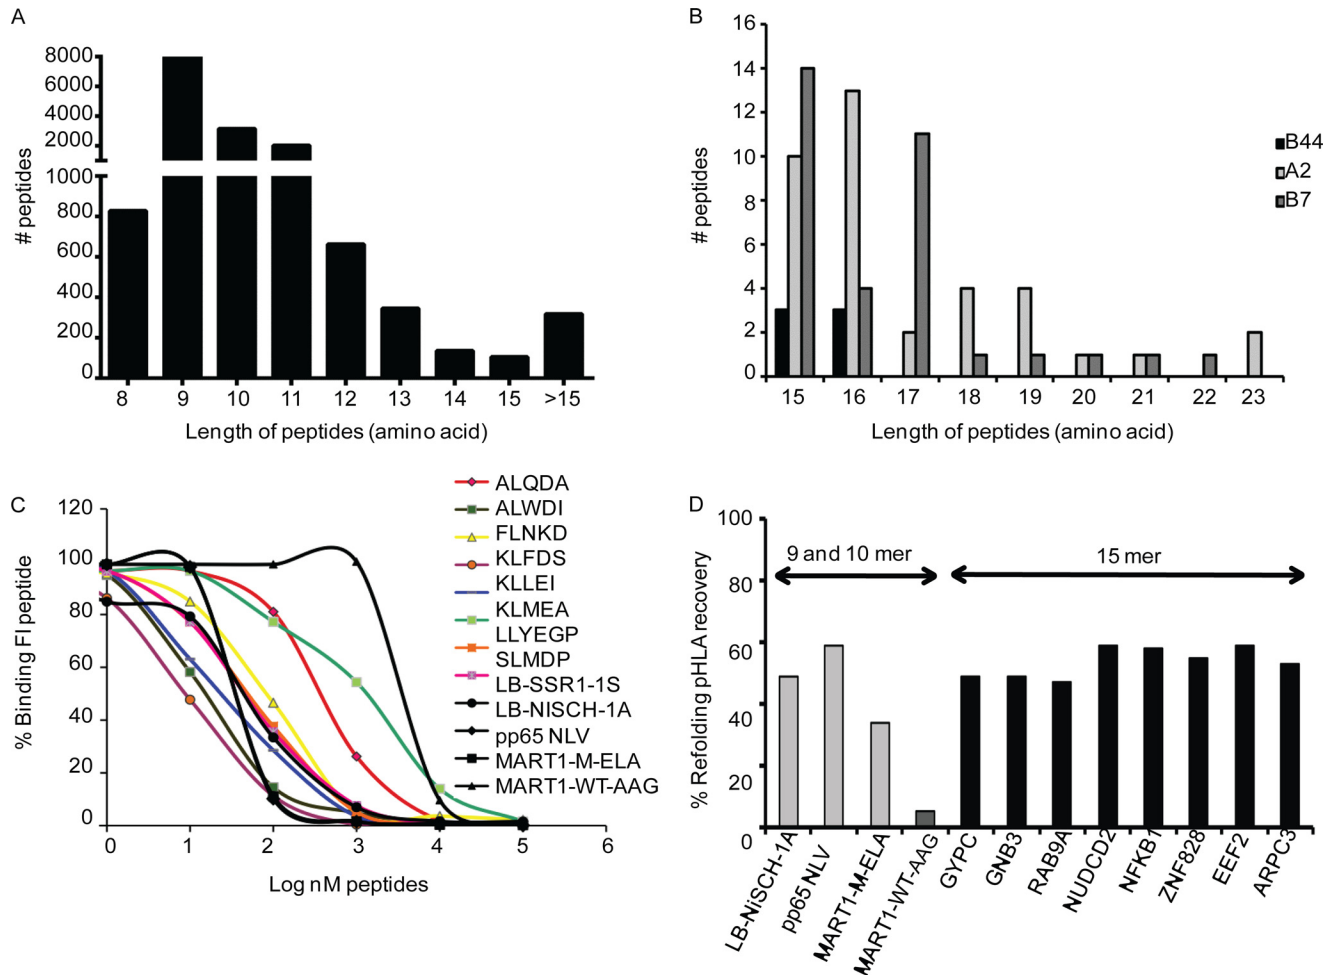 A
8000
6000
4000
2000
1000
800
600
400
200
0
# peptides
8 9 10 11 12 13 14 15 >15
Length of peptides (amino acid)
B
16
14
12
10
8
6
4
2
0
# peptides
15 16 17 18 19 20 21 22 23
Length of peptides (amino acid)
B44
A2
B7
C
120
100
80
60
40
20
0
% Binding Fl peptide
0 1 2 3 4 5 6
Log nM peptides
ALQDA
ALWDI
FLNKD
KLFDS
KLLEI
KLMEA
LLYEGP
SLMDP
LB-SSR1-1S
LB-NISCH-1A
pp65 NLV
MART1-M-ELA
MART1-WT-AAG
D
100
80
60
40
20
0
% Refolding pHLA recovery
9 and 10 mer
15 mer
LB-NiSCH-1A
pp65 NLV
MART1-M-ELA
MART1-WT-AAG
GYPC
GNB3
RAB9A
NUDCD2
NFKB1
ZNF828
EEF2
ARPC3